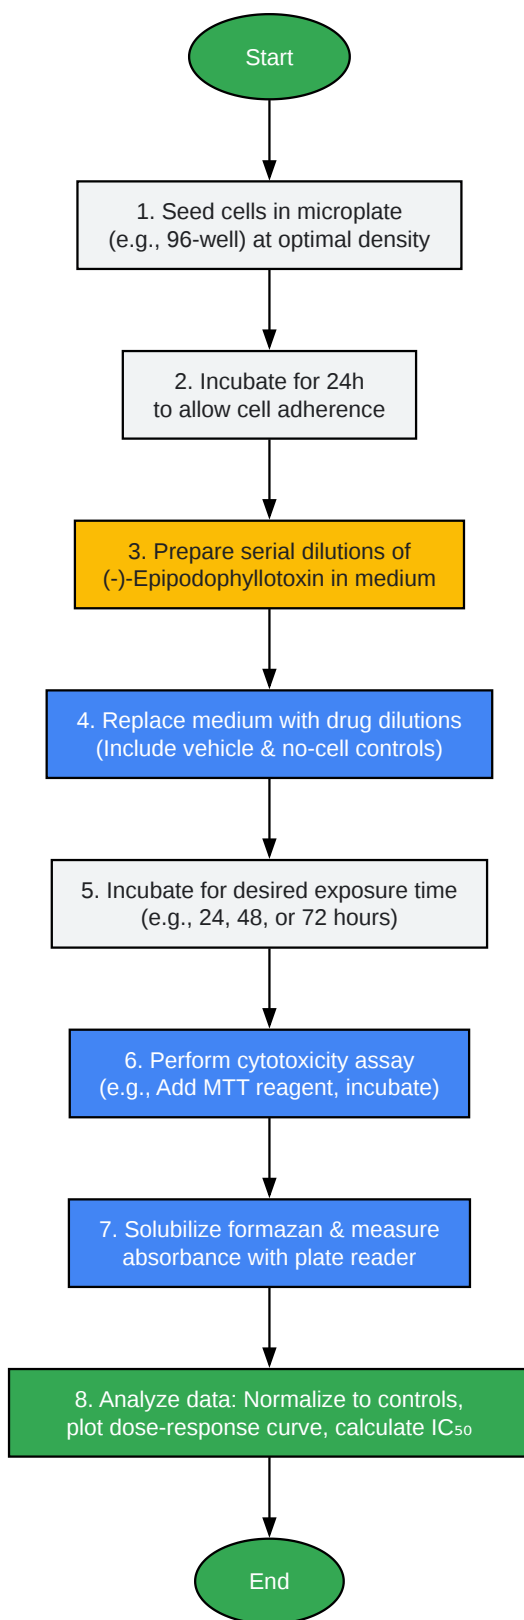 Start
1. Seed cells in microplate
(e.g., 96-well) at optimal density
2. Incubate for 24h
to allow cell adherence
3. Prepare serial dilutions of
(-)-Epipodophyllotoxin in medium
4. Replace medium with drug dilutions
(Include vehicle & no-cell controls)
5. Incubate for desired exposure time
(e.g., 24, 48, or 72 hours)
6. Perform cytotoxicity assay
(e.g., Add MTT reagent, incubate)
7. Solubilize formazan & measure
absorbance with plate reader
8. Analyze data: Normalize to controls,
plot dose-response curve, calculate IC₅₀
End